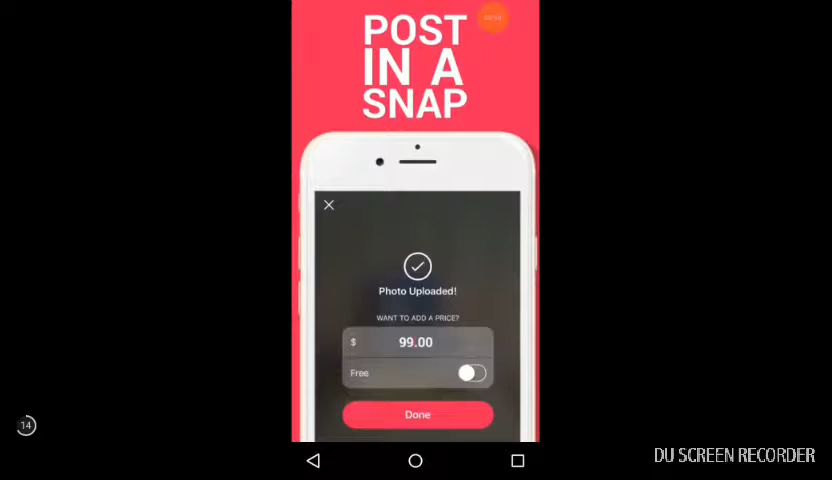 POST
IN A
SNAP
Photo Uploaded!
WANT TO ADD A PRICE?
$ 99.00
Free
Done
14
DU SCREEN RECORDER